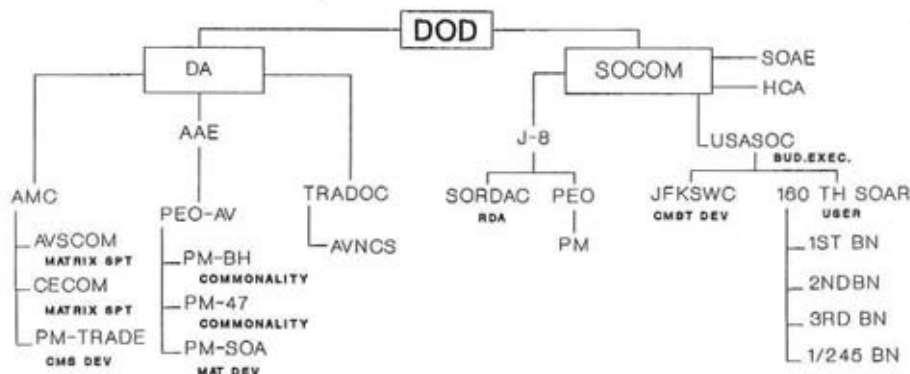 DOD
DA
SOCOM
SOAE
HCA
AAE
J-8
USASOC
BUD.EXEC.
AMC
PEO-AV
TRADOC
SORDAC
RDA
PEO
JFKSWC
CMBT DEV
160 TH SOAR
USER
AVSCOM
MATRIX SPT
CECOM
MATRIX SPT
PM-TRADE
CMS DEV
PM-BH
COMMONALITY
PM-47
COMMONALITY
PM-SOA
MAT DEV
AVNCS
PM
1ST BN
2NDBN
3RD BN
1/245 BN